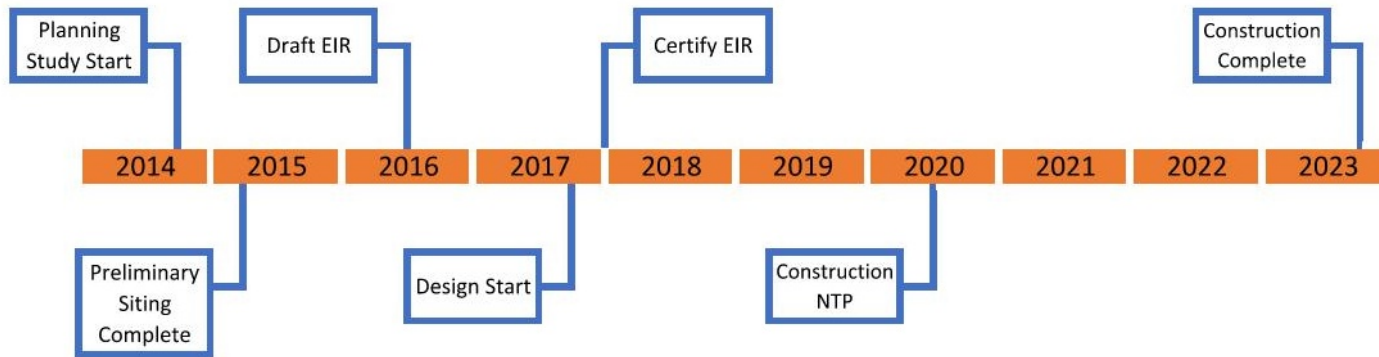 Planning
Study Start
Draft EIR
Certify EIR
Construction
Complete
2014 2015 2016 2017 2018 2019 2020 2021 2022 2023
Preliminary
Siting
Complete
Design Start
Construction
NTP